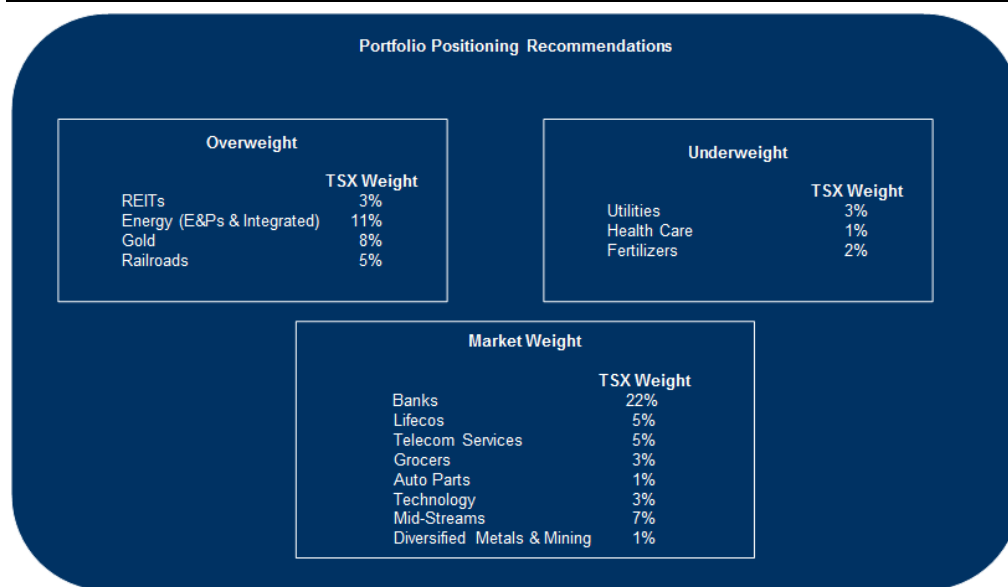 Portfolio Positioning Recommendations
Overweight
TSX Weight
REITs 3%
Energy (E&Ps & Integrated) 11%
Gold 8%
Railroads 5%
Underweight
TSX Weight
Utilities 3%
Health Care 1%
Fertilizers 2%
Market Weight
TSX Weight
Banks 22%
Lifecos 5%
Telecom Services 5%
Grocers 3%
Auto Parts 1%
Technology 3%
Mid-Streams 7%
Diversified Metals & Mining 1%